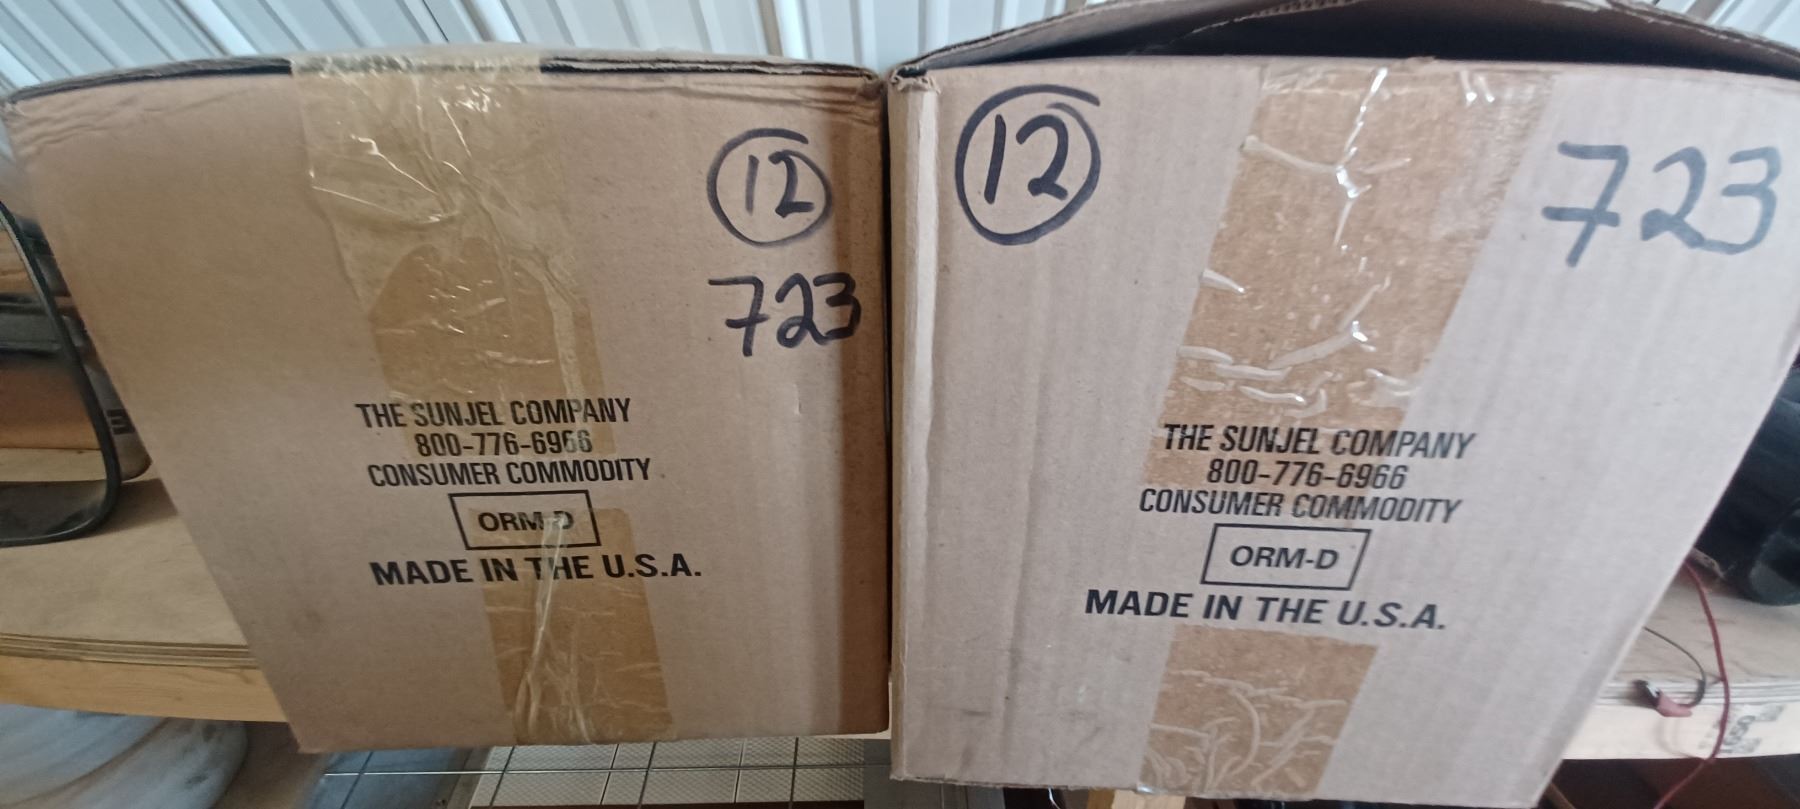 12
723
THE SUNJEL COMPANY
800-776-6966
CONSUMER COMMODITY
ORM-D
MADE IN THE U.S.A.
12
723
THE SUNJEL COMPANY
800-776-6966
CONSUMER COMMODITY
ORM-D
MADE IN THE U.S.A.